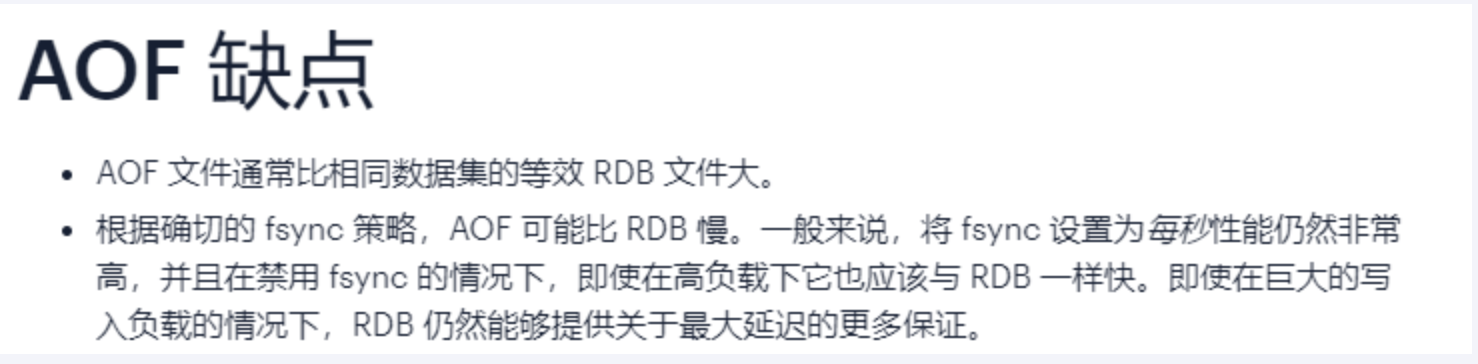 AOF 缺点
• AOF 文件通常比相同数据集的等效 RDB 文件大。
• 根据确切的 fsync 策略，AOF 可能比 RDB 慢。一般来说，将 fsync 设置为每秒性能仍然非常
高，并且在禁用 fsync 的情况下，即使在高负载下它也应该与 RDB 一样快。即使在巨大的写
入负载的情况下，RDB 仍然能够提供关于最大延迟的更多保证。